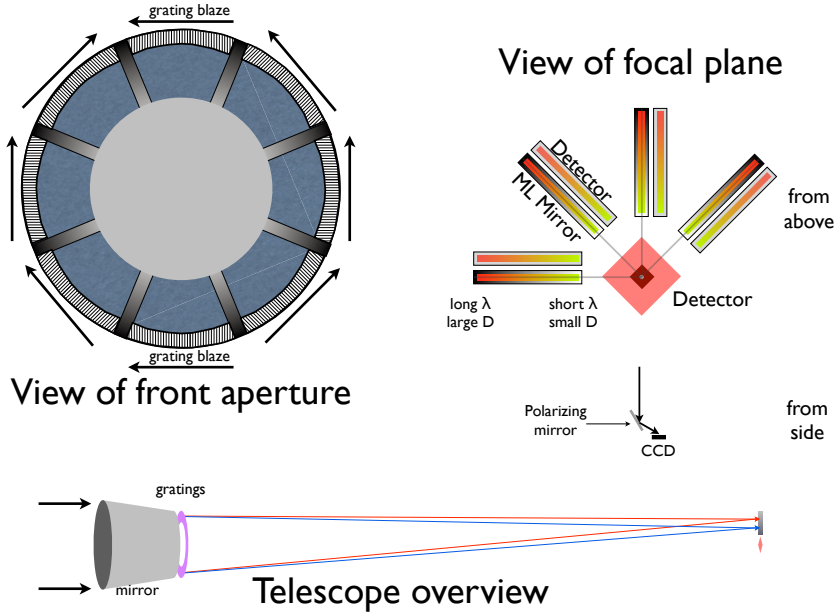 grating blaze
grating blaze
View of front aperture
View of focal plane
Detector
ML Mirror
from
above
long λ
large D
short λ
small D
Detector
Polarizing
mirror
CCD
from
side
gratings
mirror
Telescope overview